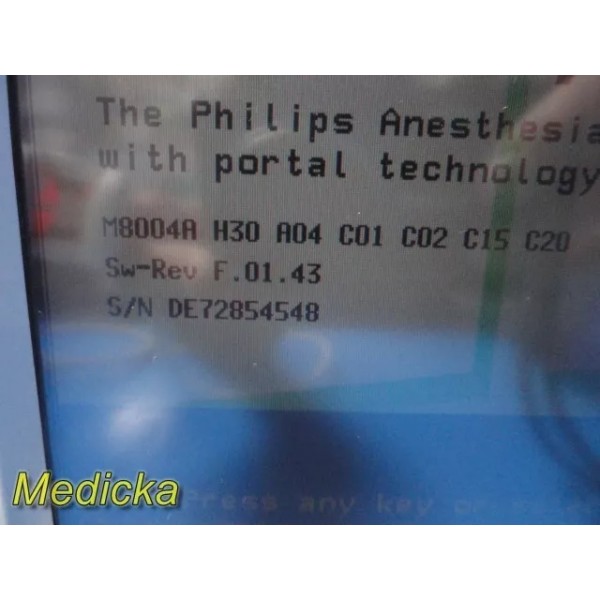 The Philips Anesthesia
with portal technology
M8004A H30 A04 C01 C02 C15 C20
Sw-Rev F.01.43
S/N DE72854548
Medicka
Press any key or